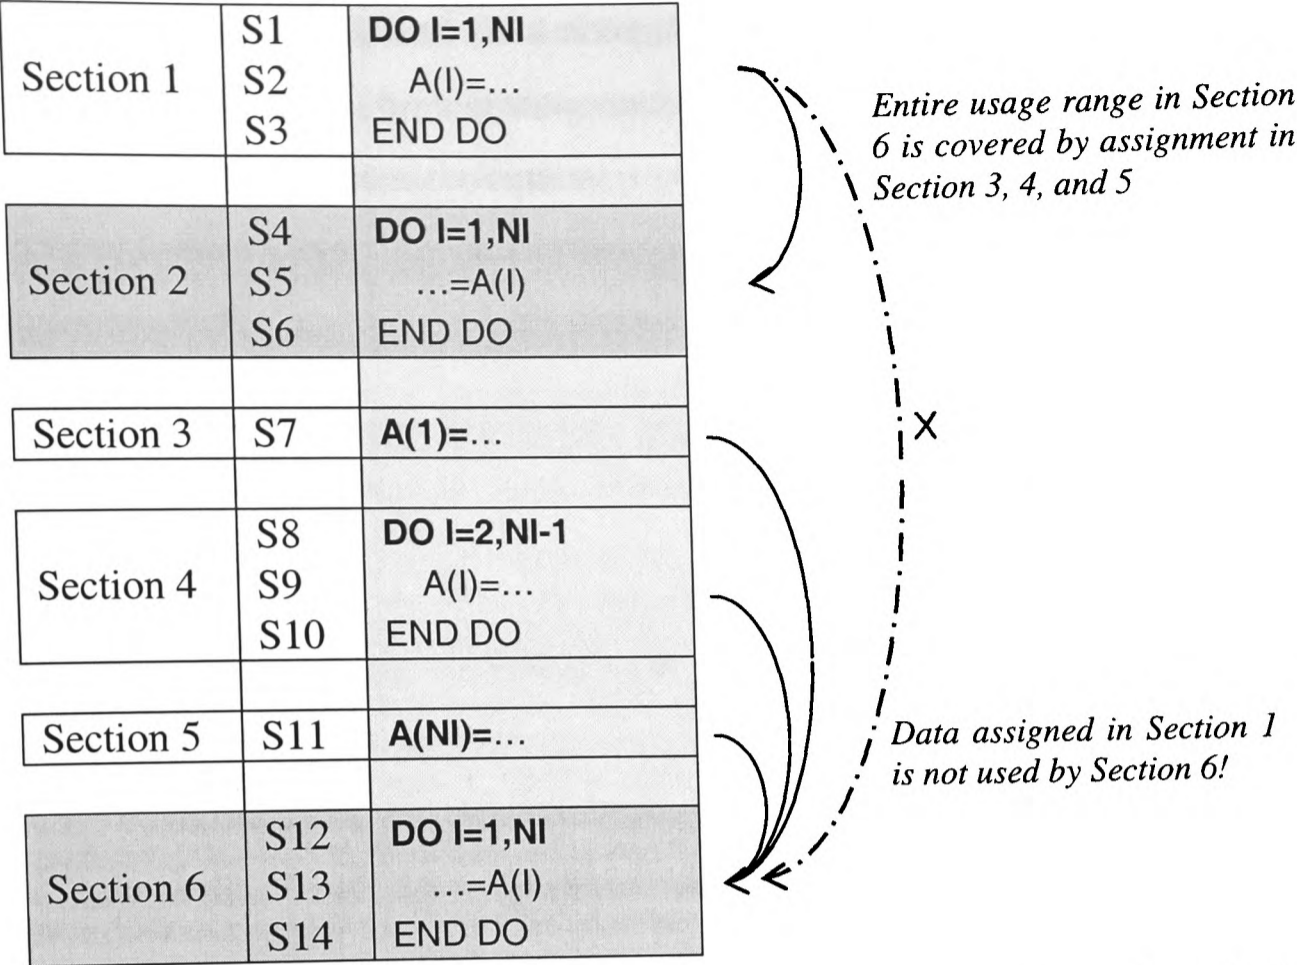 S1 DO I=1,NI
Section 1 S2 A(I)=...
S3 END DO
Entire usage range in Section
6 is covered by assignment in
Section 3, 4, and 5
S4 DO I=1,NI
Section 2 S5 ...=A(I)
S6 END DO
Section 3 S7 A(1)=...
X
S8 DO I=2,NI-1
Section 4 S9 A(I)=...
S10 END DO
Section 5 S11 A(NI)=...
Data assigned in Section 1
is not used by Section 6!
S12 DO I=1,NI
Section 6 S13 ...=A(I)
S14 END DO